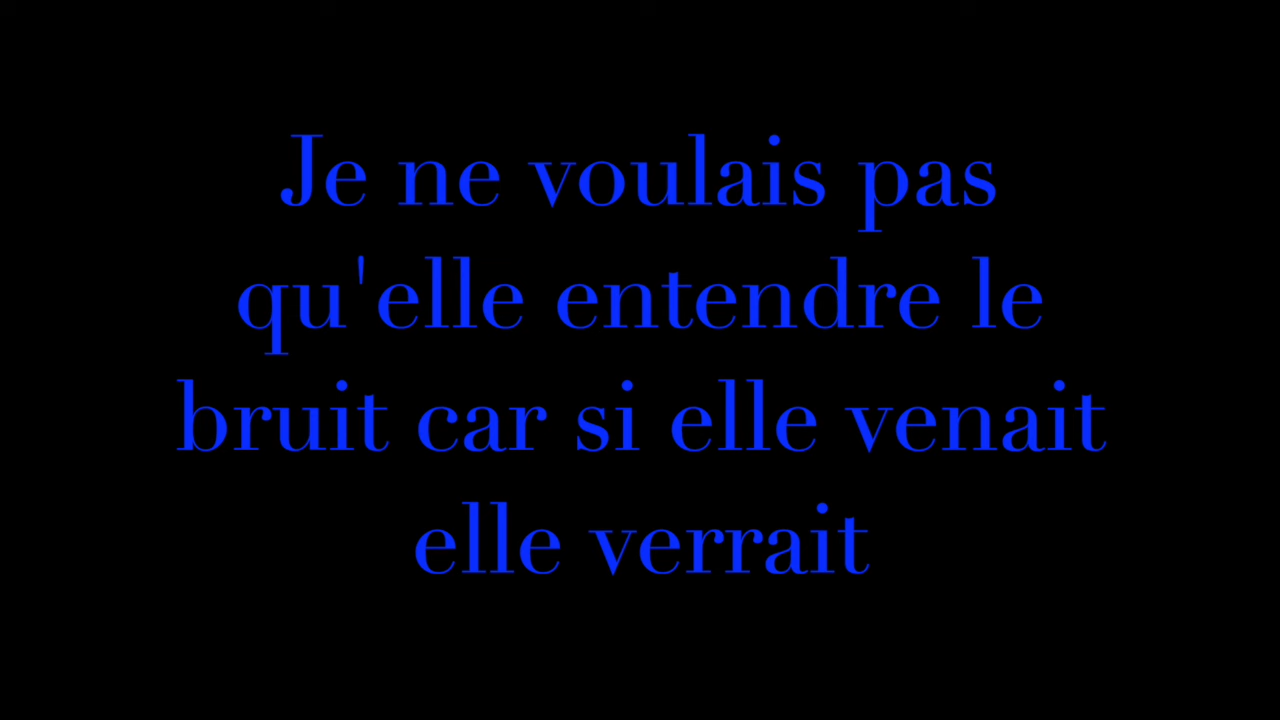 Je ne voulais pas
qu'elle entendre le
bruit car si elle venait
elle verrait